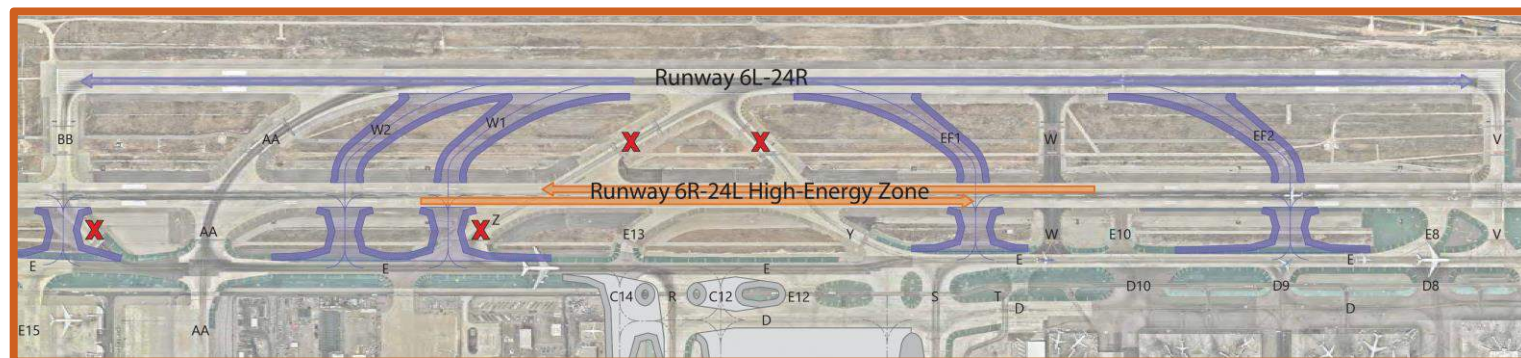 Runway 6L-24R
BB
AA
W2
W1
EF1
W
EF2
V
Runway 6R-24L High-Energy Zone
AA
Z
E13
Y
W
E10
E8
V
E
E
E
E
E
C14
R
C12
E12
S
T
D
D10
D9
D
D8
D
E15
AA
X
X
X
X